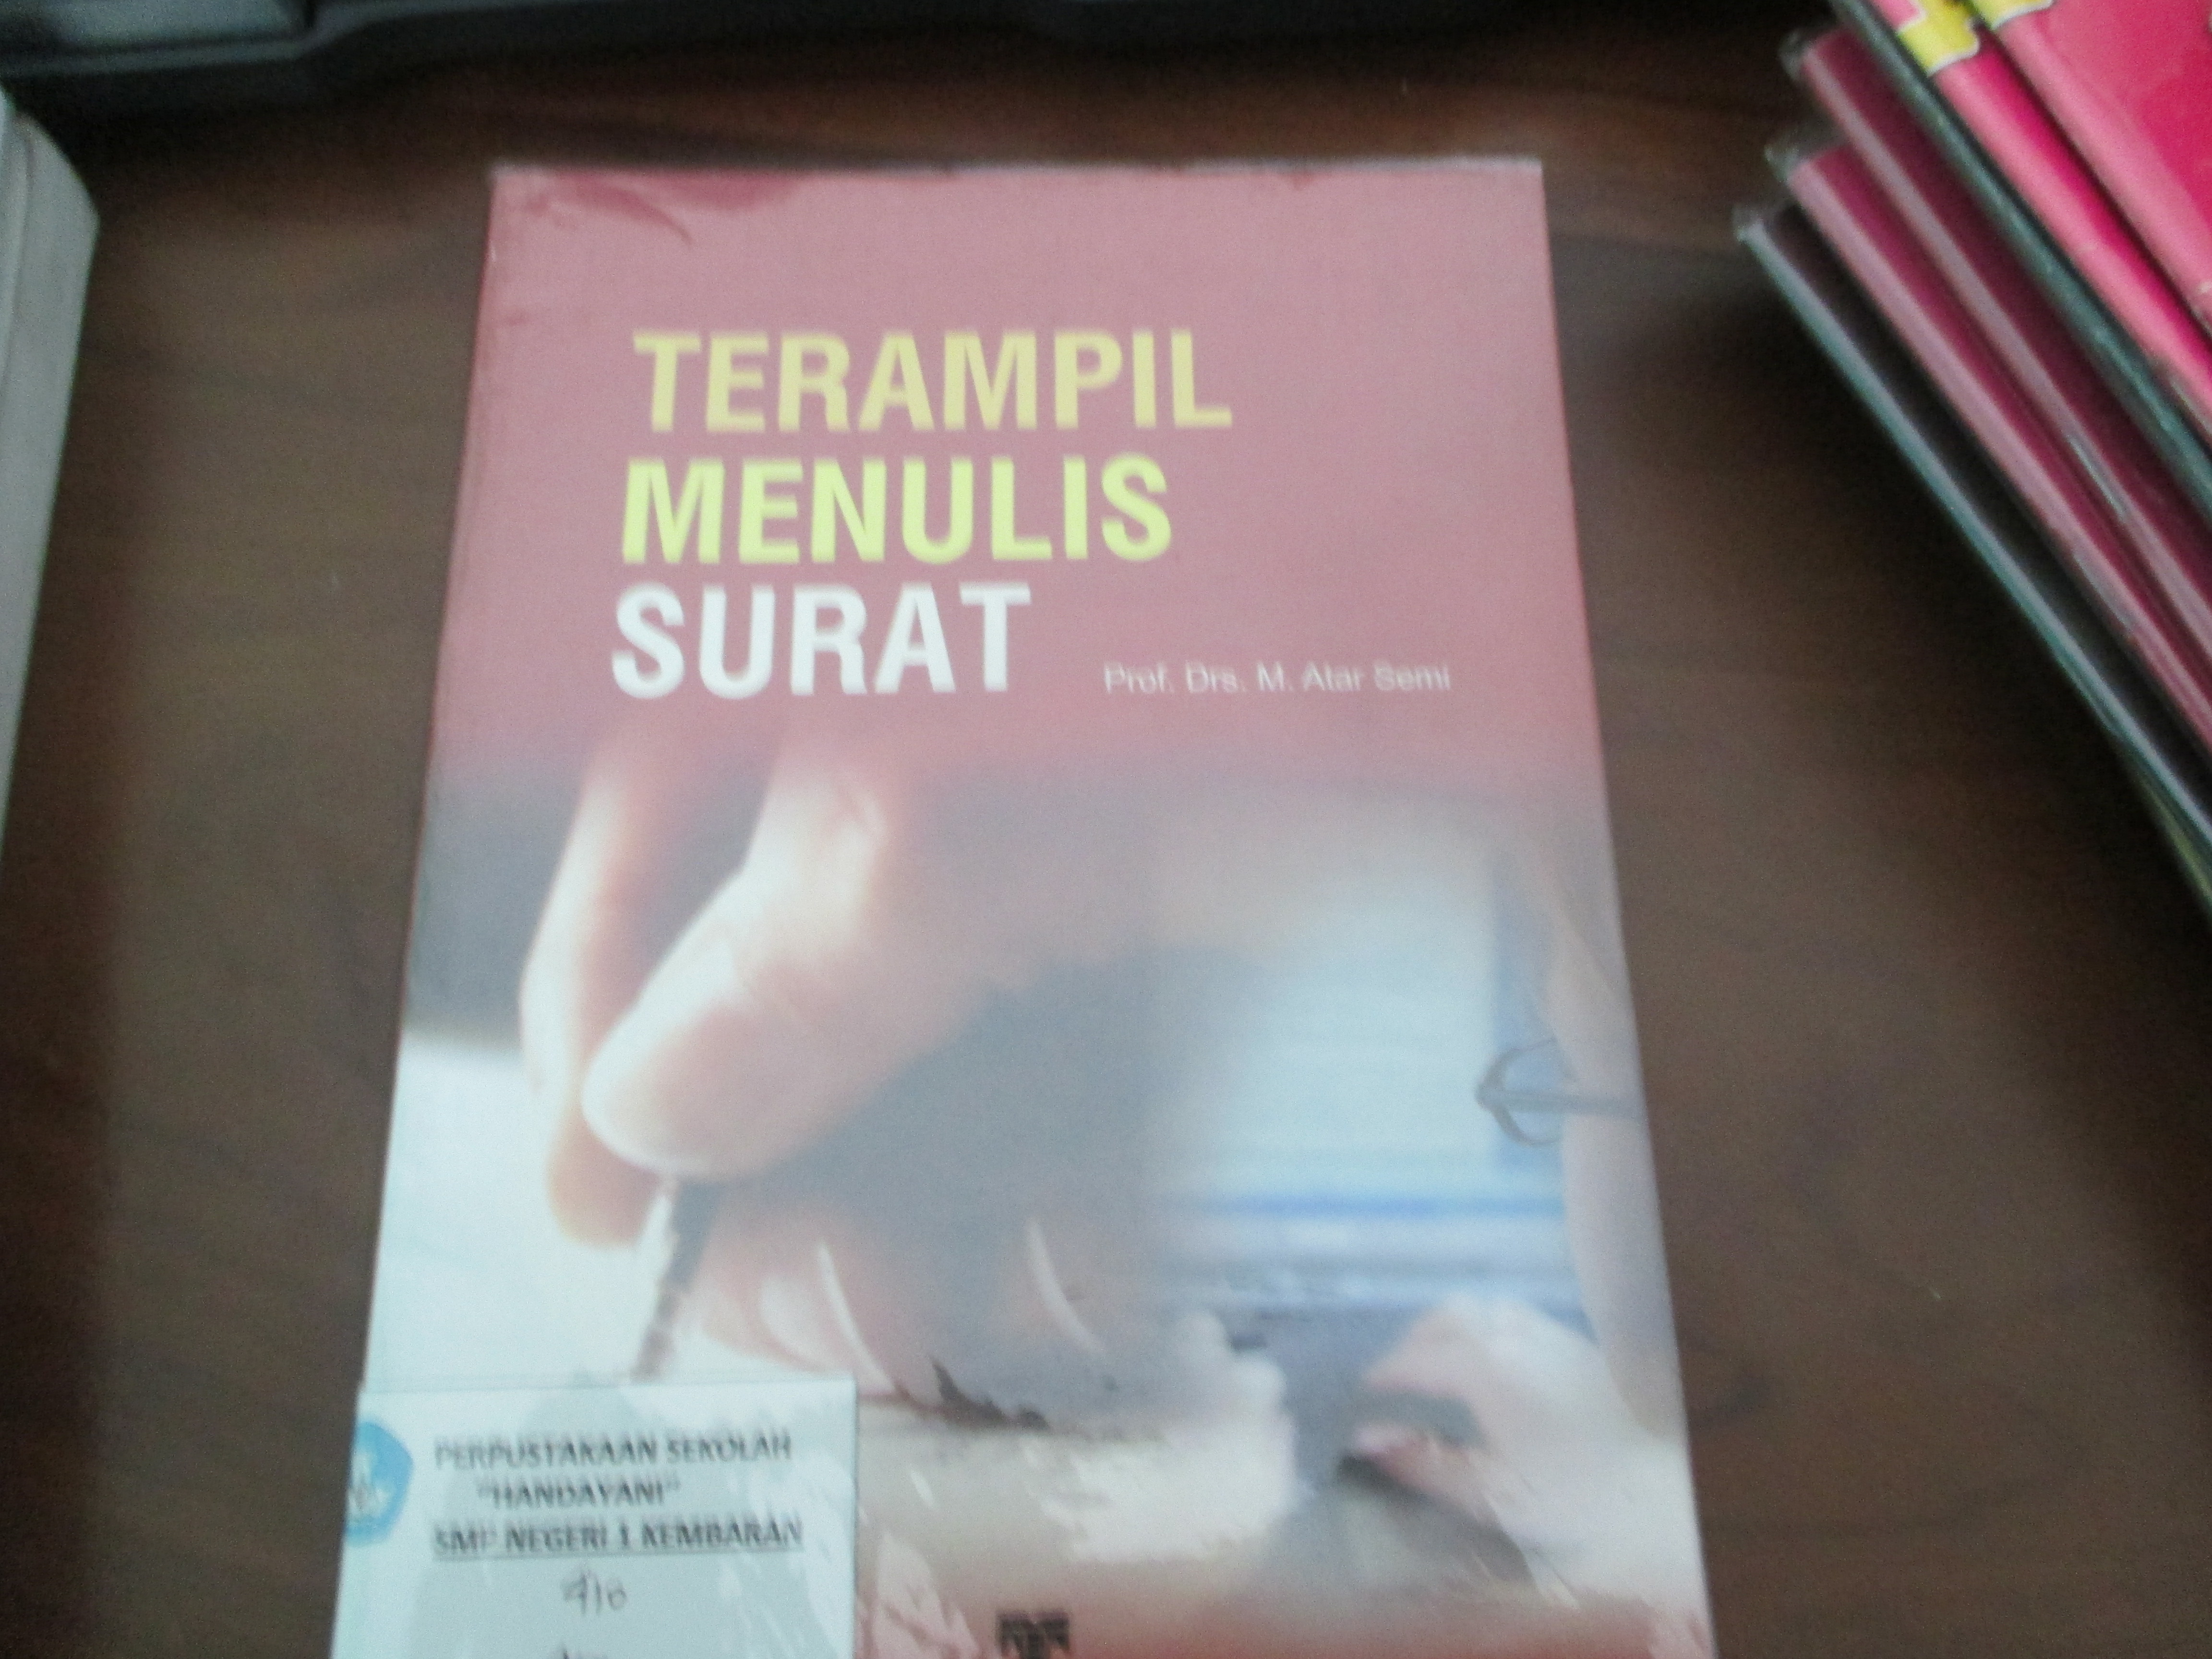 TERAMPIL
MENULIS
SURAT
Prof. Drs. M. Atar Semi
PERPUSTAKAAN SEKOLAH
"HANDAYANI"
SMP NEGERI 1 KEMBARAN